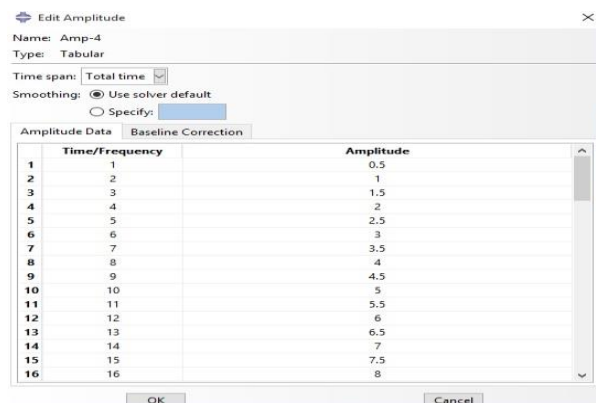 Edit Amplitude
Name: Amp-4
Type: Tabular
Time span: Total time
Smoothing: Use solver default
Specify:
Amplitude Data Baseline Correction
Time/Frequency Amplitude
1 1 0.5
2 2 1
3 3 1.5
4 4 2
5 5 2.5
6 6 3
7 7 3.5
8 8 4
9 9 4.5
10 10 5
11 11 5.5
12 12 6
13 13 6.5
14 14 7
15 15 7.5
16 16 8
OK Cancel